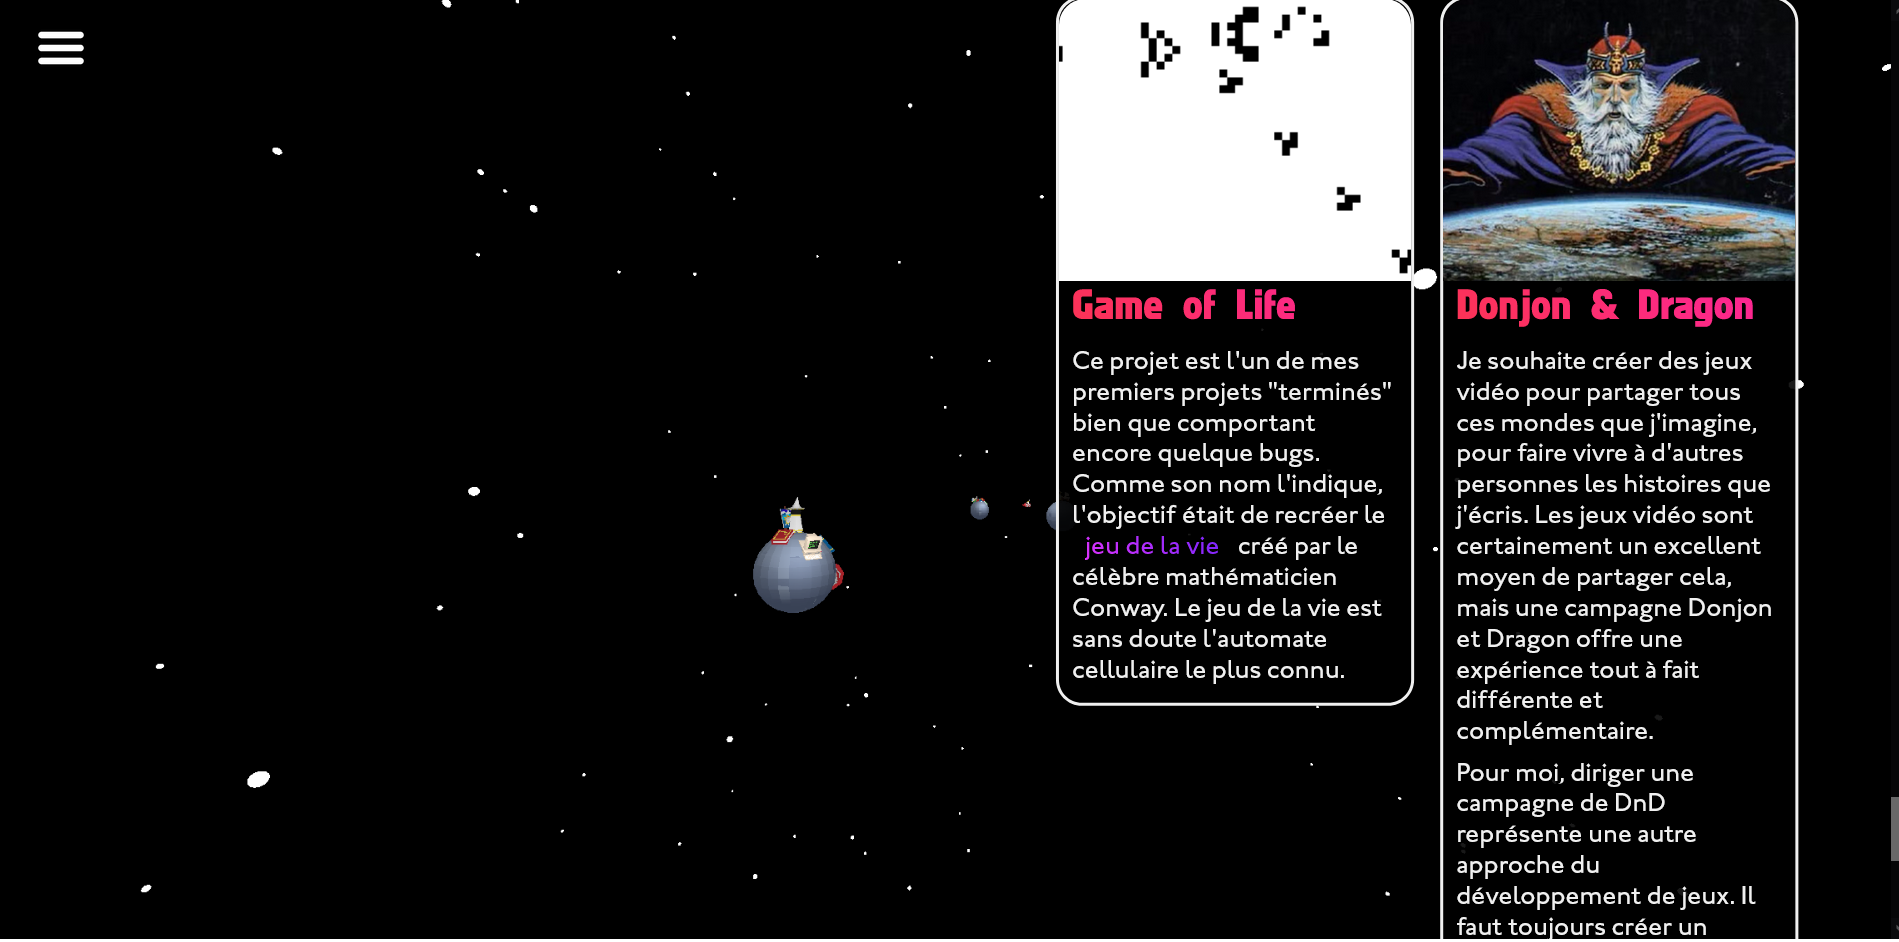 Game of Life
Ce projet est l'un de mes
premiers projets "terminés"
bien que comportant
encore quelque bugs.
Comme son nom l'indique,
l'objectif était de recréer le
jeu de la vie créé par le
célèbre mathématicien
Conway. Le jeu de la vie est
sans doute l'automate
cellulaire le plus connu.
Donjon & Dragon
Je souhaite créer des jeux
vidéo pour partager tous
ces mondes que j'imagine,
pour faire vivre à d'autres
personnes les histoires que
j'écris. Les jeux vidéo sont
certainement un excellent
moyen de partager cela,
mais une campagne Donjon
et Dragon offre une
expérience tout à fait
différente et
complémentaire.
Pour moi, diriger une
campagne de DnD
représente une autre
approche du
développement de jeux. Il
faut toujours créer un